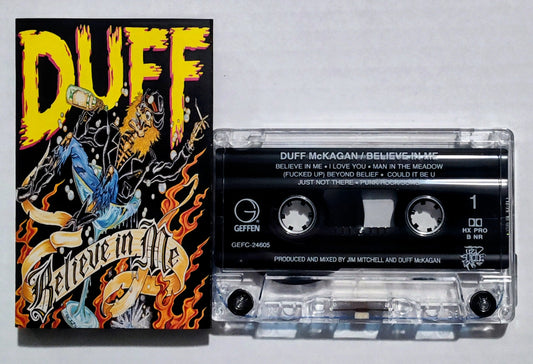 DUFF
Believe in Me
DUFF McKAGAN / BELIEVE IN ME
BELIEVE IN ME • I LOVE YOU • MAN IN THE MEADOW
(FUCKED UP) BEYOND BELIEF • COULD IT BE U
JUST NOT THERE • PUNK ROCK SONG
G
GEFFEN
GEFC-24605
1
HX PRO
B NR
PRODUCED AND MIXED BY JIM MITCHELL AND DUFF McKAGAN